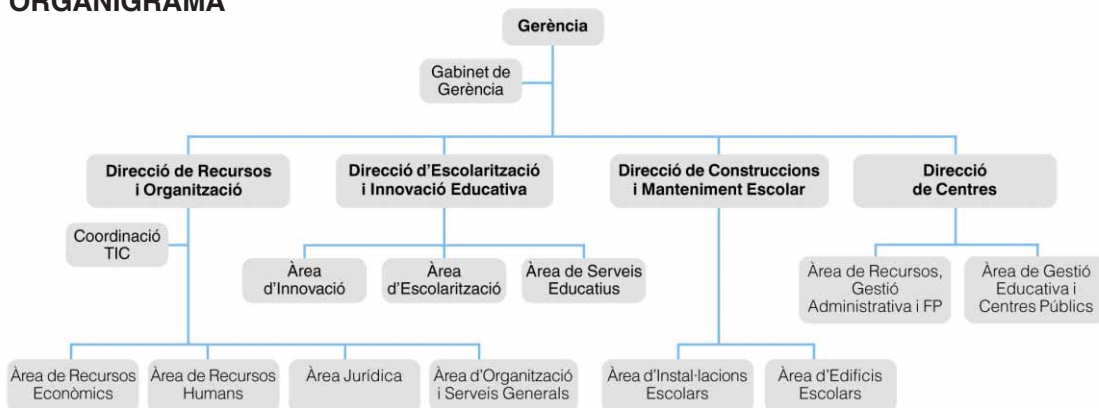 ORGANIGRAMA
Gerència
Gabinet de
Gerència
Direcció de Recursos
i Organització
Direcció d'Escolarització
i Innovació Educativa
Direcció de Construccions
i Manteniment Escolar
Direcció
de Centres
Coordinació
TIC
Àrea
d'Innovació
Àrea
d'Escolarització
Àrea de Serveis
Educatius
Àrea de Recursos,
Gestió
Administrativa i FP
Àrea de Gestió
Educativa i
Centres Públics
Àrea de Recursos
Econòmics
Àrea de Recursos
Humans
Àrea Jurídica
Àrea d'Organització
i Serveis Generals
Àrea d'Instal·lacions
Escolars
Àrea d'Edificis
Escolars